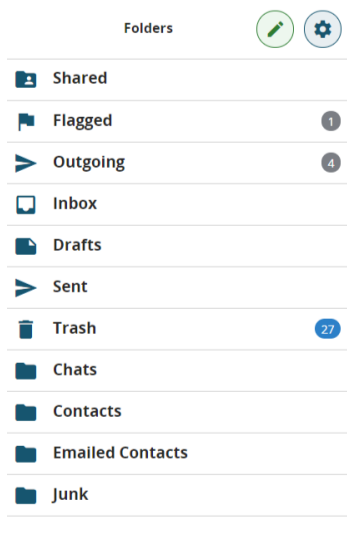 Folders
Shared
Flagged 1
Outgoing 4
Inbox
Drafts
Sent
Trash 27
Chats
Contacts
Emailed Contacts
Junk